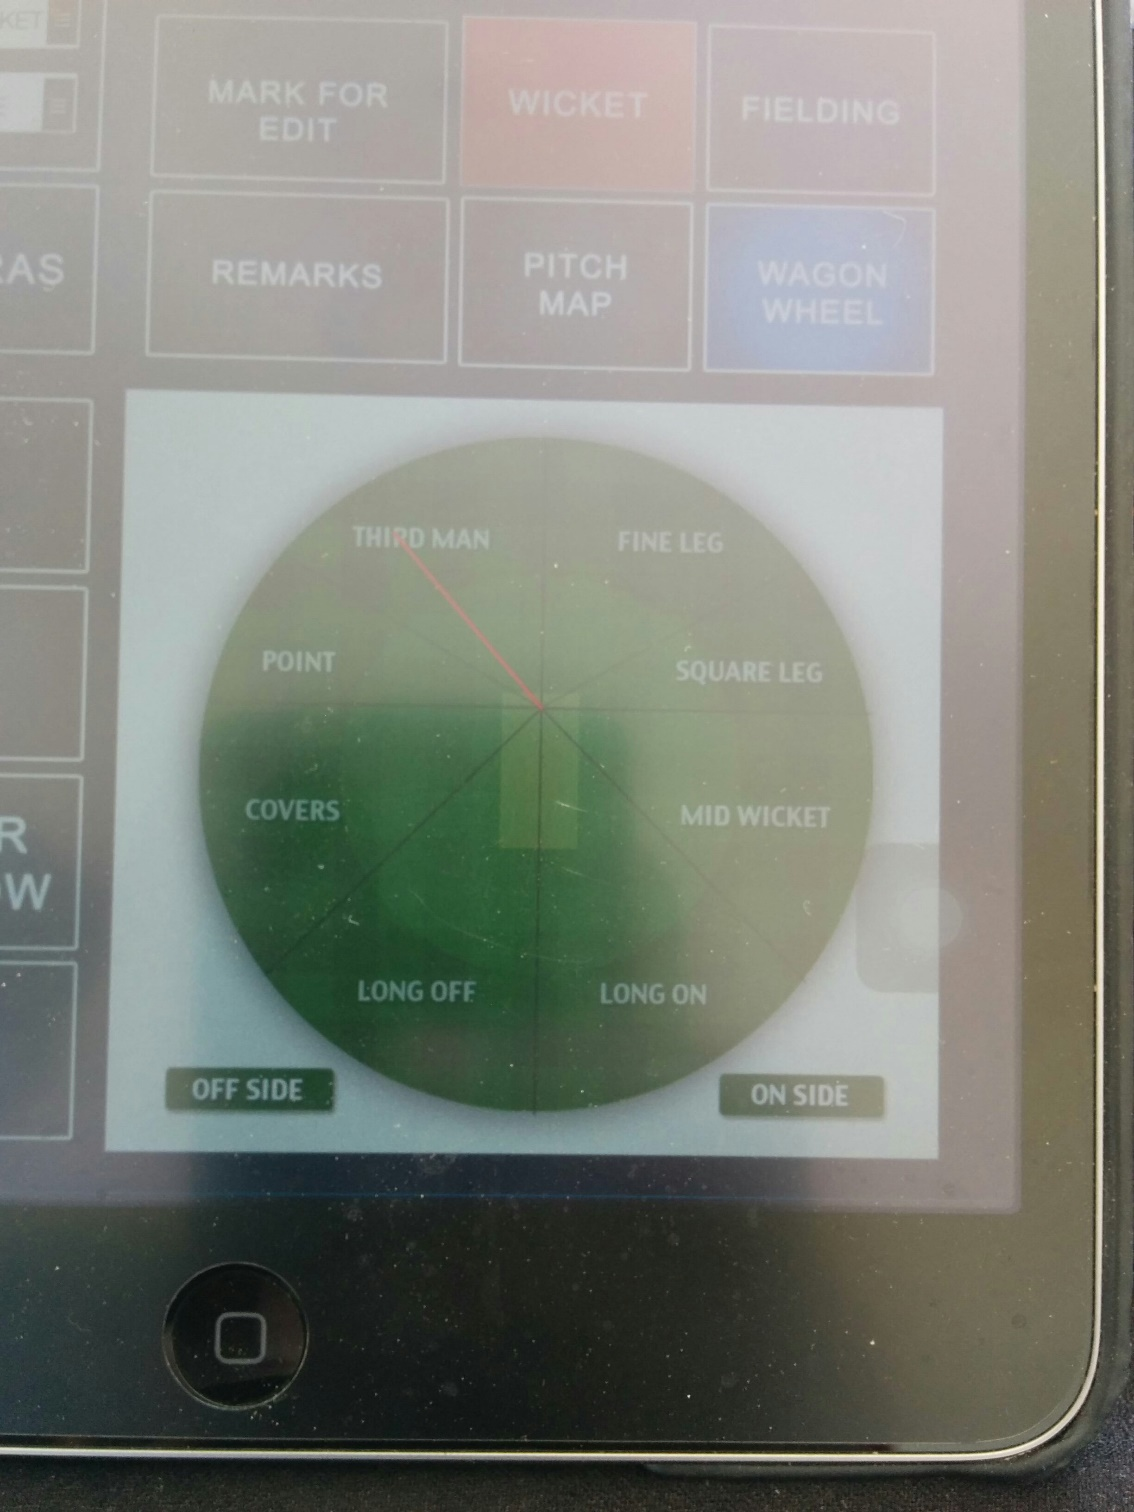 MARK FOR
EDIT
WICKET
FIELDING
REMARKS
PITCH
MAP
WAGON
WHEEL
THIRD MAN
FINE LEG
POINT
SQUARE LEG
COVERS
MID WICKET
LONG OFF
LONG ON
OFF SIDE
ON SIDE